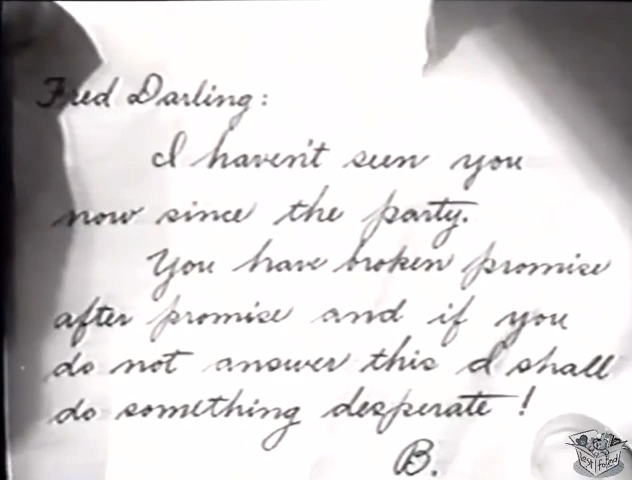 Fred Darling:
I haven't seen you
now since the party.
You have broken promise
after promise and if you
do not answer this I shall
do something desperate!
B.